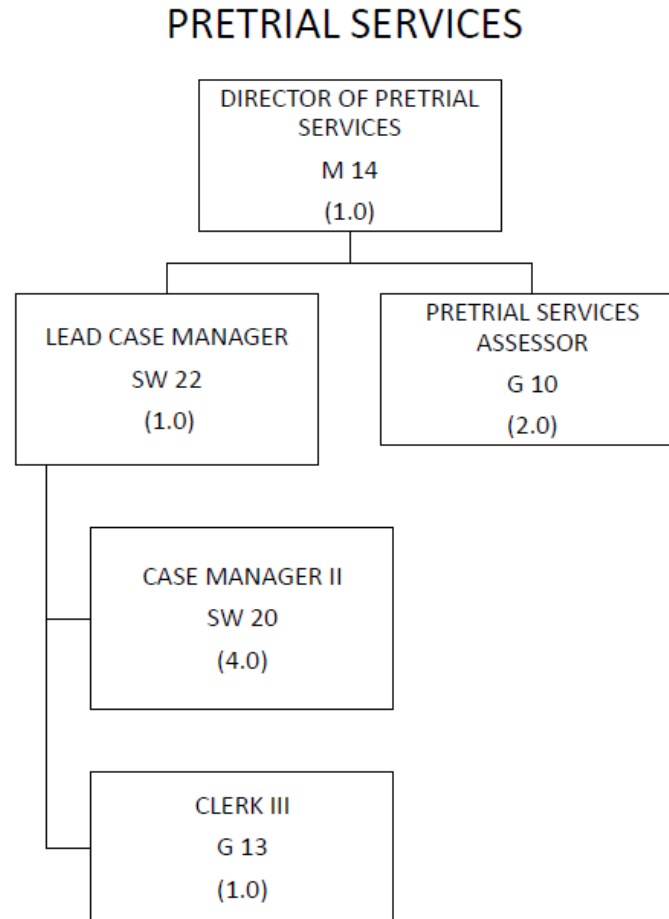 PRETRIAL SERVICES
DIRECTOR OF PRETRIAL
SERVICES
M 14
(1.0)
LEAD CASE MANAGER
SW 22
(1.0)
PRETRIAL SERVICES
ASSESSOR
G 10
(2.0)
CASE MANAGER II
SW 20
(4.0)
CLERK III
G 13
(1.0)